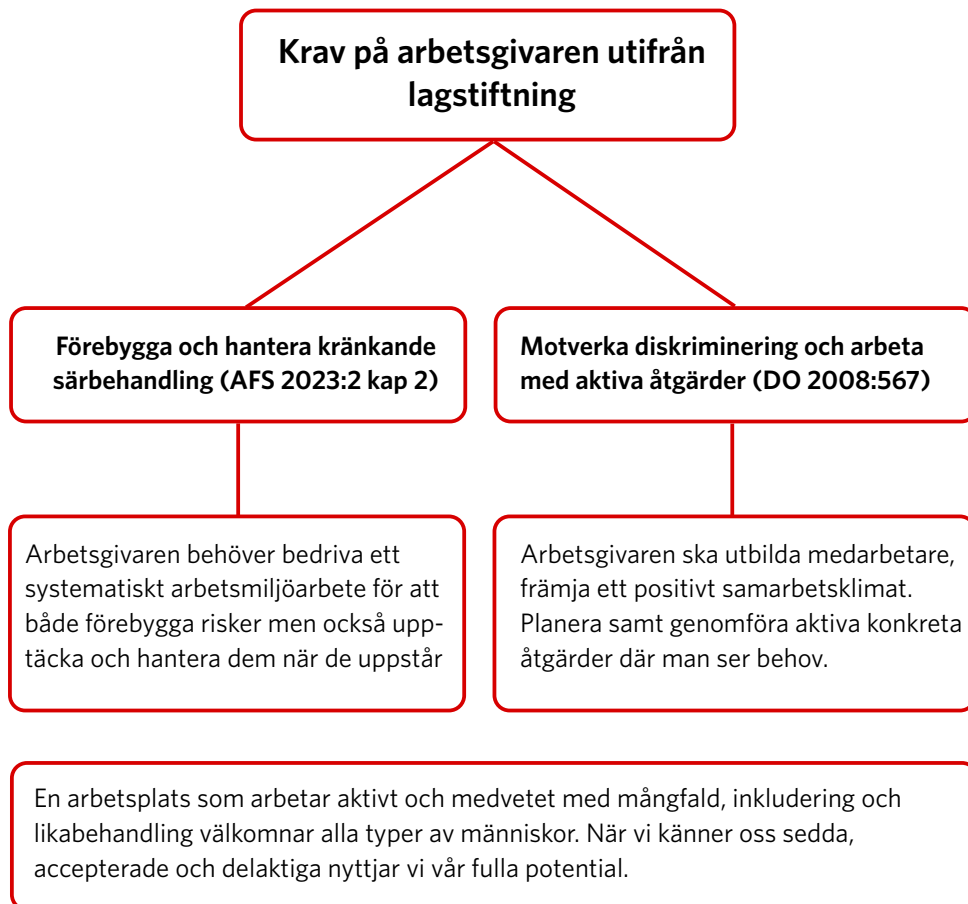 Krav på arbetsgivaren utifrån
lagstiftning
Förebygga och hantera kränkande
särbehandling (AFS 2023:2 kap 2)
Motverka diskriminering och arbeta
med aktiva åtgärder (DO 2008:567)
Arbetsgivaren behöver bedriva ett
systematiskt arbetsmiljöarbete för att
både förebygga risker men också upp-
täcka och hantera dem när de uppstår
Arbetsgivaren ska utbilda medarbetare,
främja ett positivt samarbetsklimat.
Planera samt genomföra aktiva konkreta
åtgärder där man ser behov.
En arbetsplats som arbetar aktivt och medvetet med mångfald, inkludering och
likabehandling välkomnar alla typer av människor. När vi känner oss sedda,
accepterade och delaktiga nyttjar vi vår fulla potential.